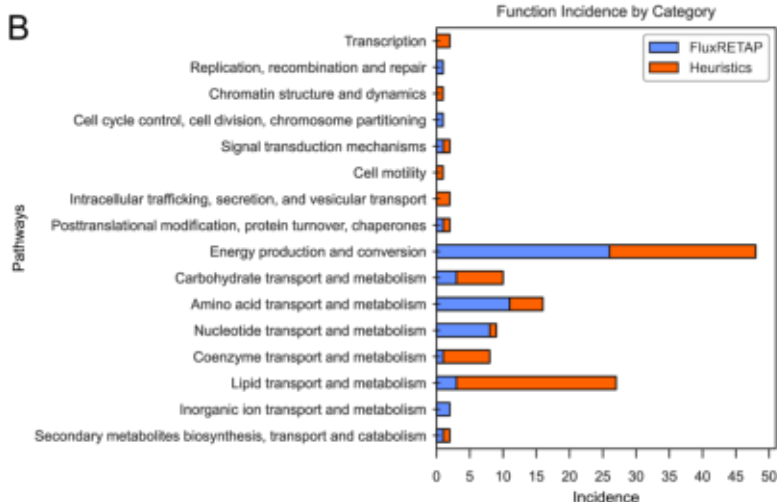 B
Function Incidence by Category
FluxRETAP
Heuristics
Pathways
Transcription
Replication, recombination and repair
Chromatin structure and dynamics
Cell cycle control, cell division, chromosome partitioning
Signal transduction mechanisms
Cell motility
Intracellular trafficking, secretion, and vesicular transport
Posttranslational modification, protein turnover, chaperones
Energy production and conversion
Carbohydrate transport and metabolism
Amino acid transport and metabolism
Nucleotide transport and metabolism
Coenzyme transport and metabolism
Lipid transport and metabolism
Inorganic ion transport and metabolism
Secondary metabolites biosynthesis, transport and catabolism
0 5 10 15 20 25 30 35 40 45 50
Incidence